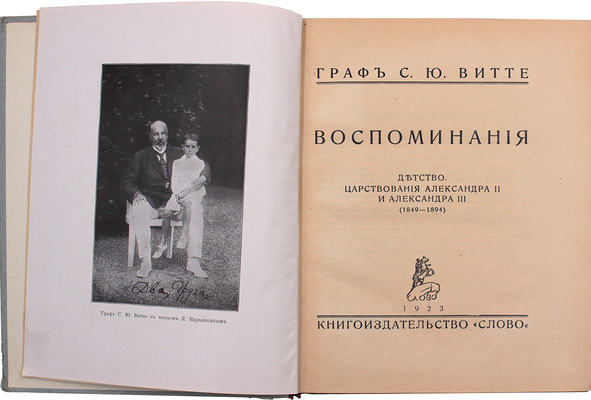 Два Друга
Графъ С. Ю. Витте съ внукомъ Л. Нарышкинымъ.
ГРАФЪ С. Ю. ВИТТЕ
ВОСПОМИНАНІЯ
ДѢТСТВО.
ЦАРСТВОВАНІЯ АЛЕКСАНДРА II
И АЛЕКСАНДРА III
(1849—1894)
СЛОВО
1923
КНИГОИЗДАТЕЛЬСТВО «СЛОВО«